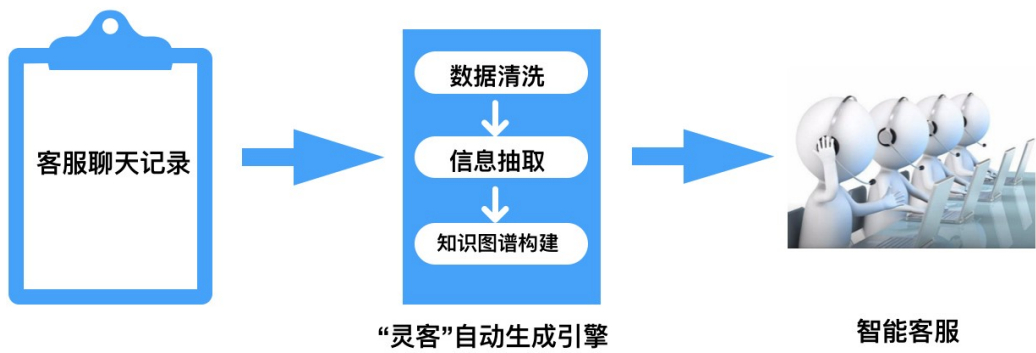 客服聊天记录
数据清洗
信息抽取
知识图谱构建
“灵客”自动生成引擎
智能客服